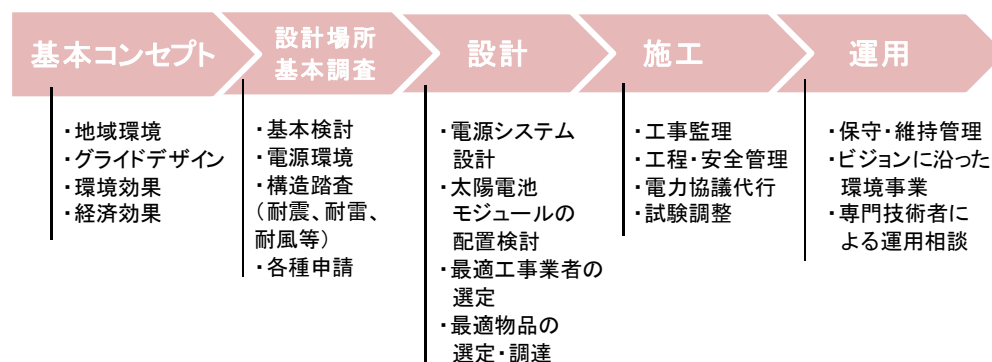 基本コンセプト
設計場所
基本調査
設計
施工
運用
・地域環境
・グライドデザイン
・環境効果
・経済効果
・基本検討
・電源環境
・構造踏査
（耐震、耐雷、
耐風等）
・各種申請
・電源システム
設計
・太陽電池
モジュールの
配置検討
・最適工事業者の
選定
・最適物品の
選定・調達
・工事監理
・工程・安全管理
・電力協議代行
・試験調整
・保守・維持管理
・ビジョンに沿った
環境事業
・専門技術者に
よる運用相談